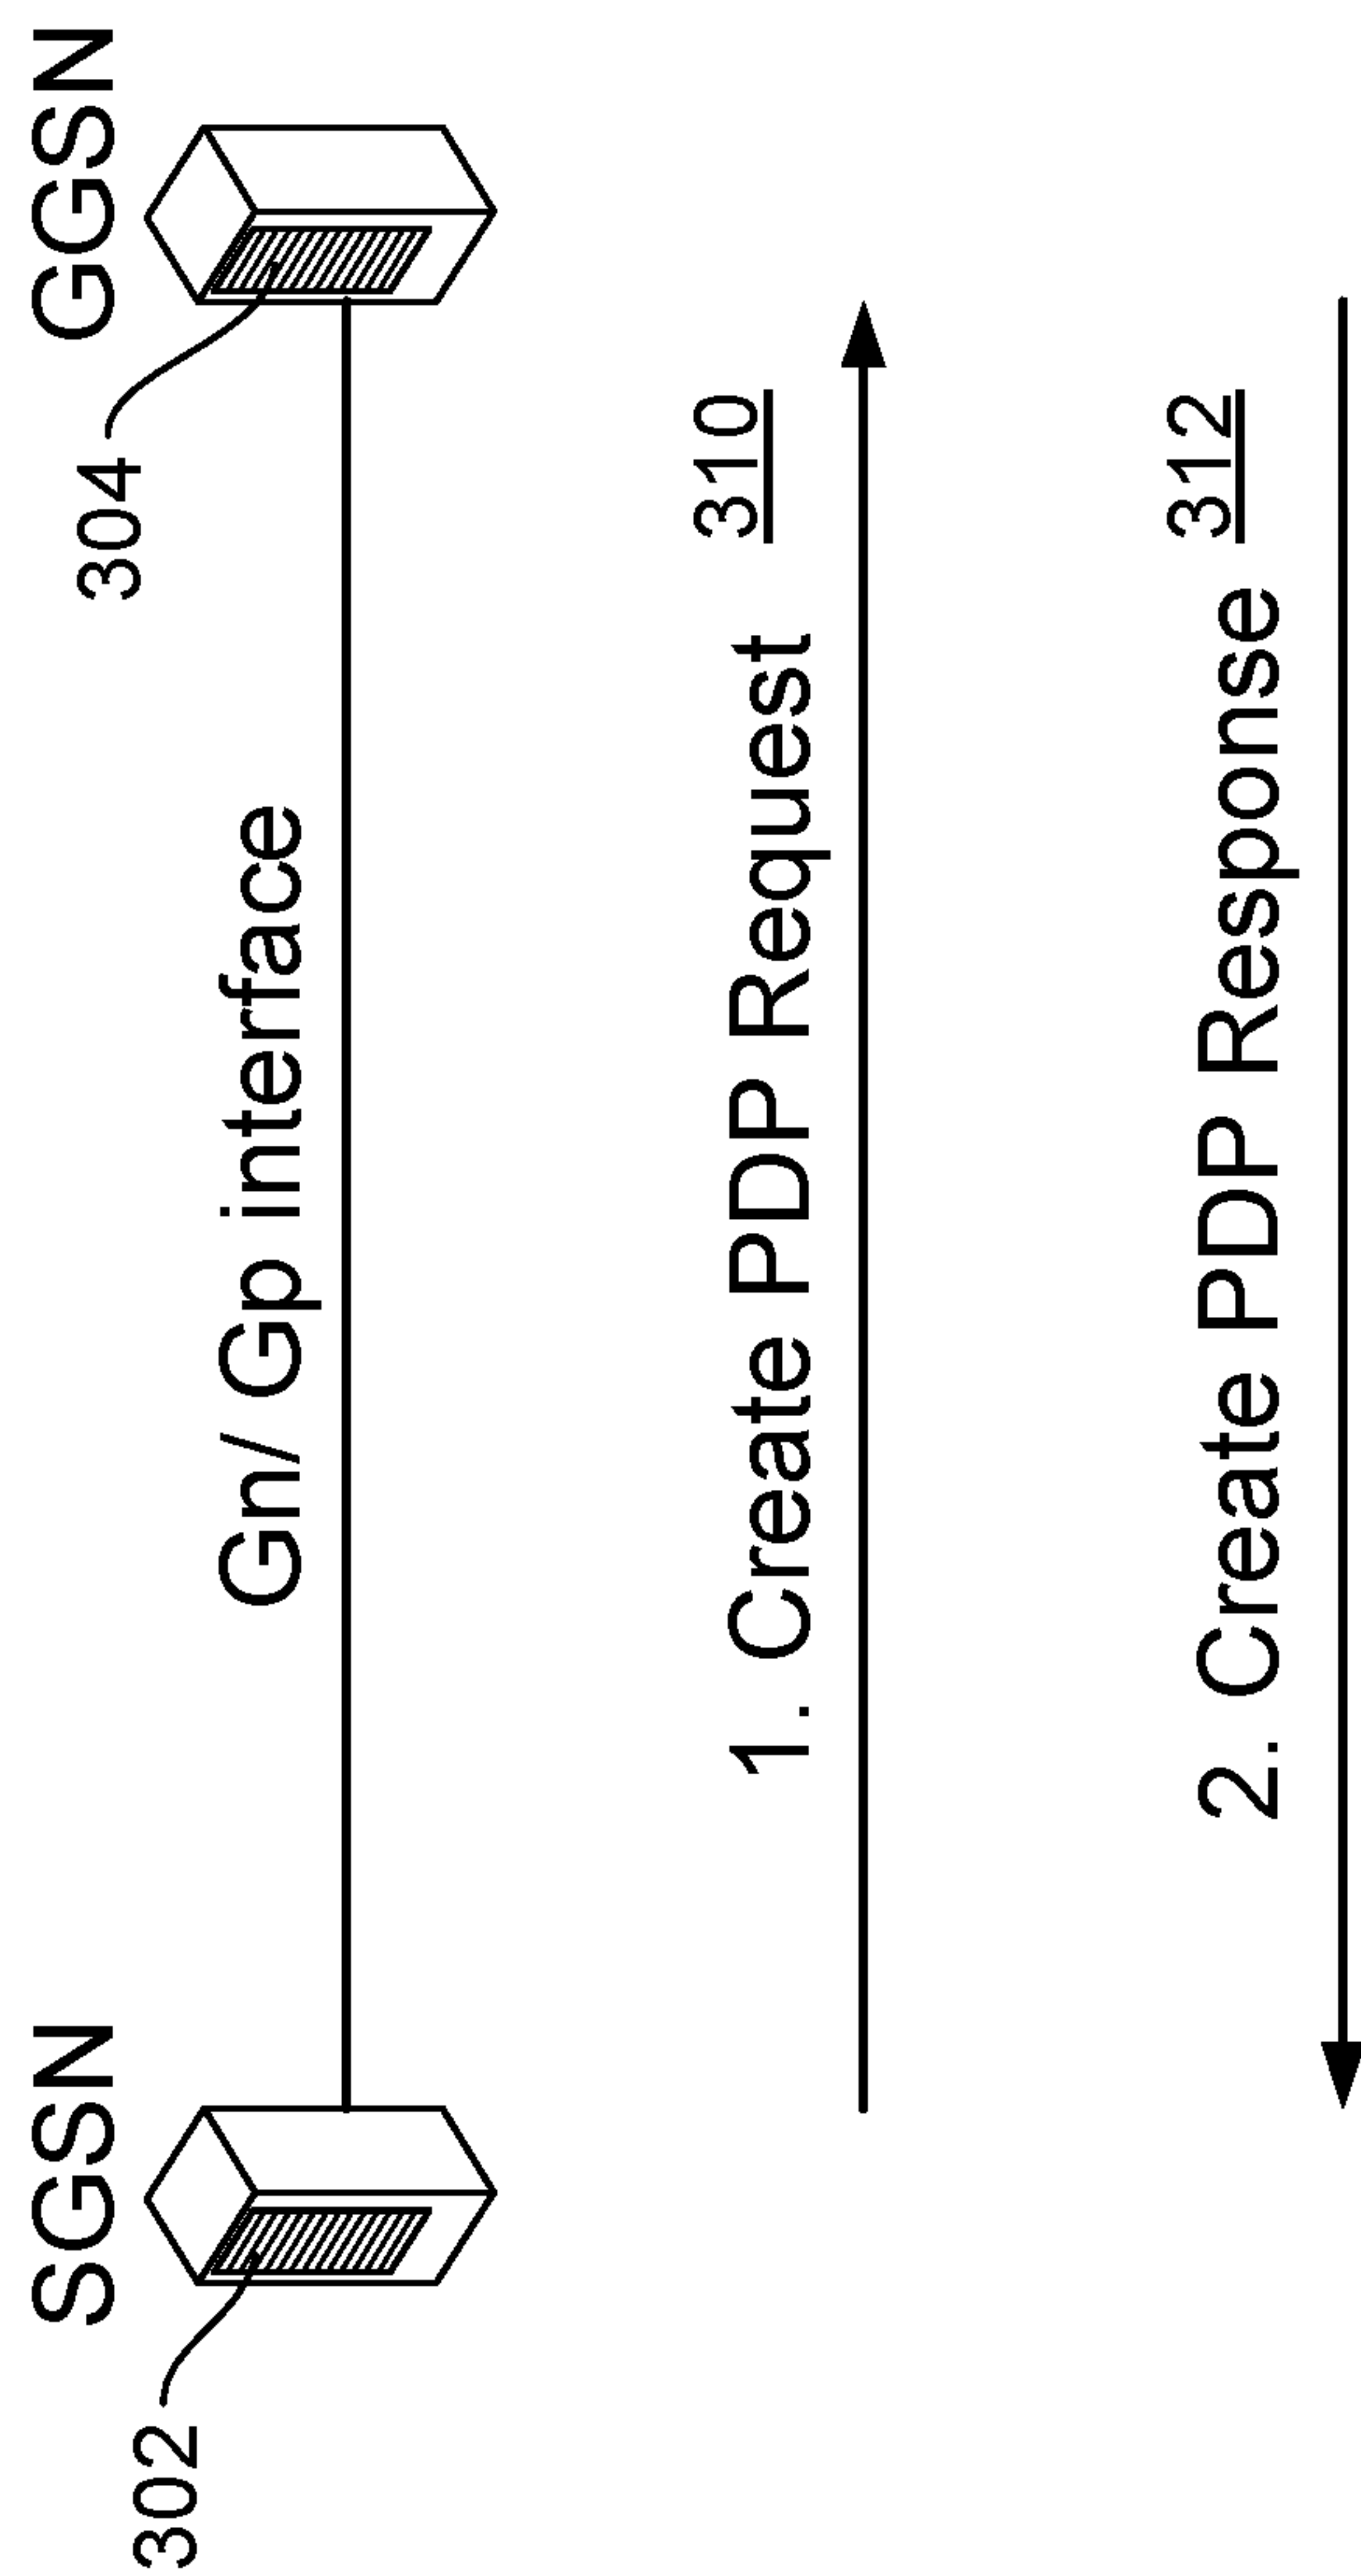 SGSN
GGSN
302
304
Gn/ Gp interface
1. Create PDP Request 310
2. Create PDP Response 312